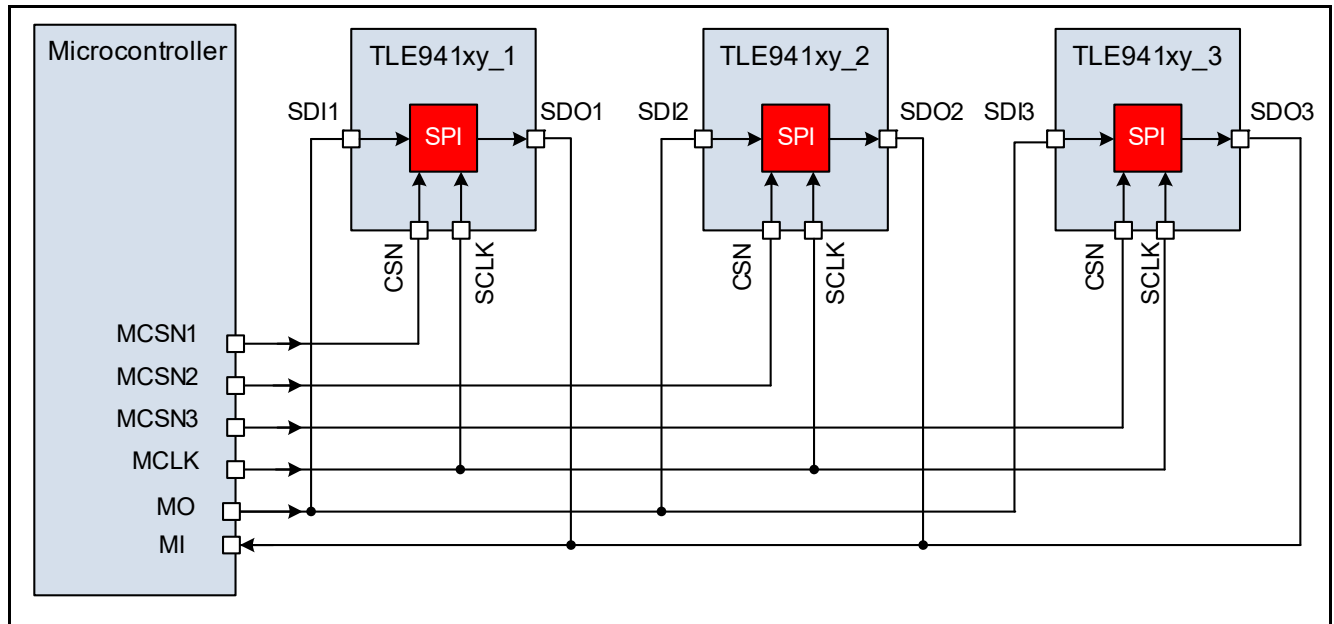 Microcontroller
TLE941xy_1
TLE941xy_2
TLE941xy_3
SDI1
SPI
SDO1
SDI2
SPI
SDO2
SDI3
SPI
SDO3
CSN
SCLK
CSN
SCLK
CSN
SCLK
MCSN1
MCSN2
MCSN3
MCLK
MO
MI